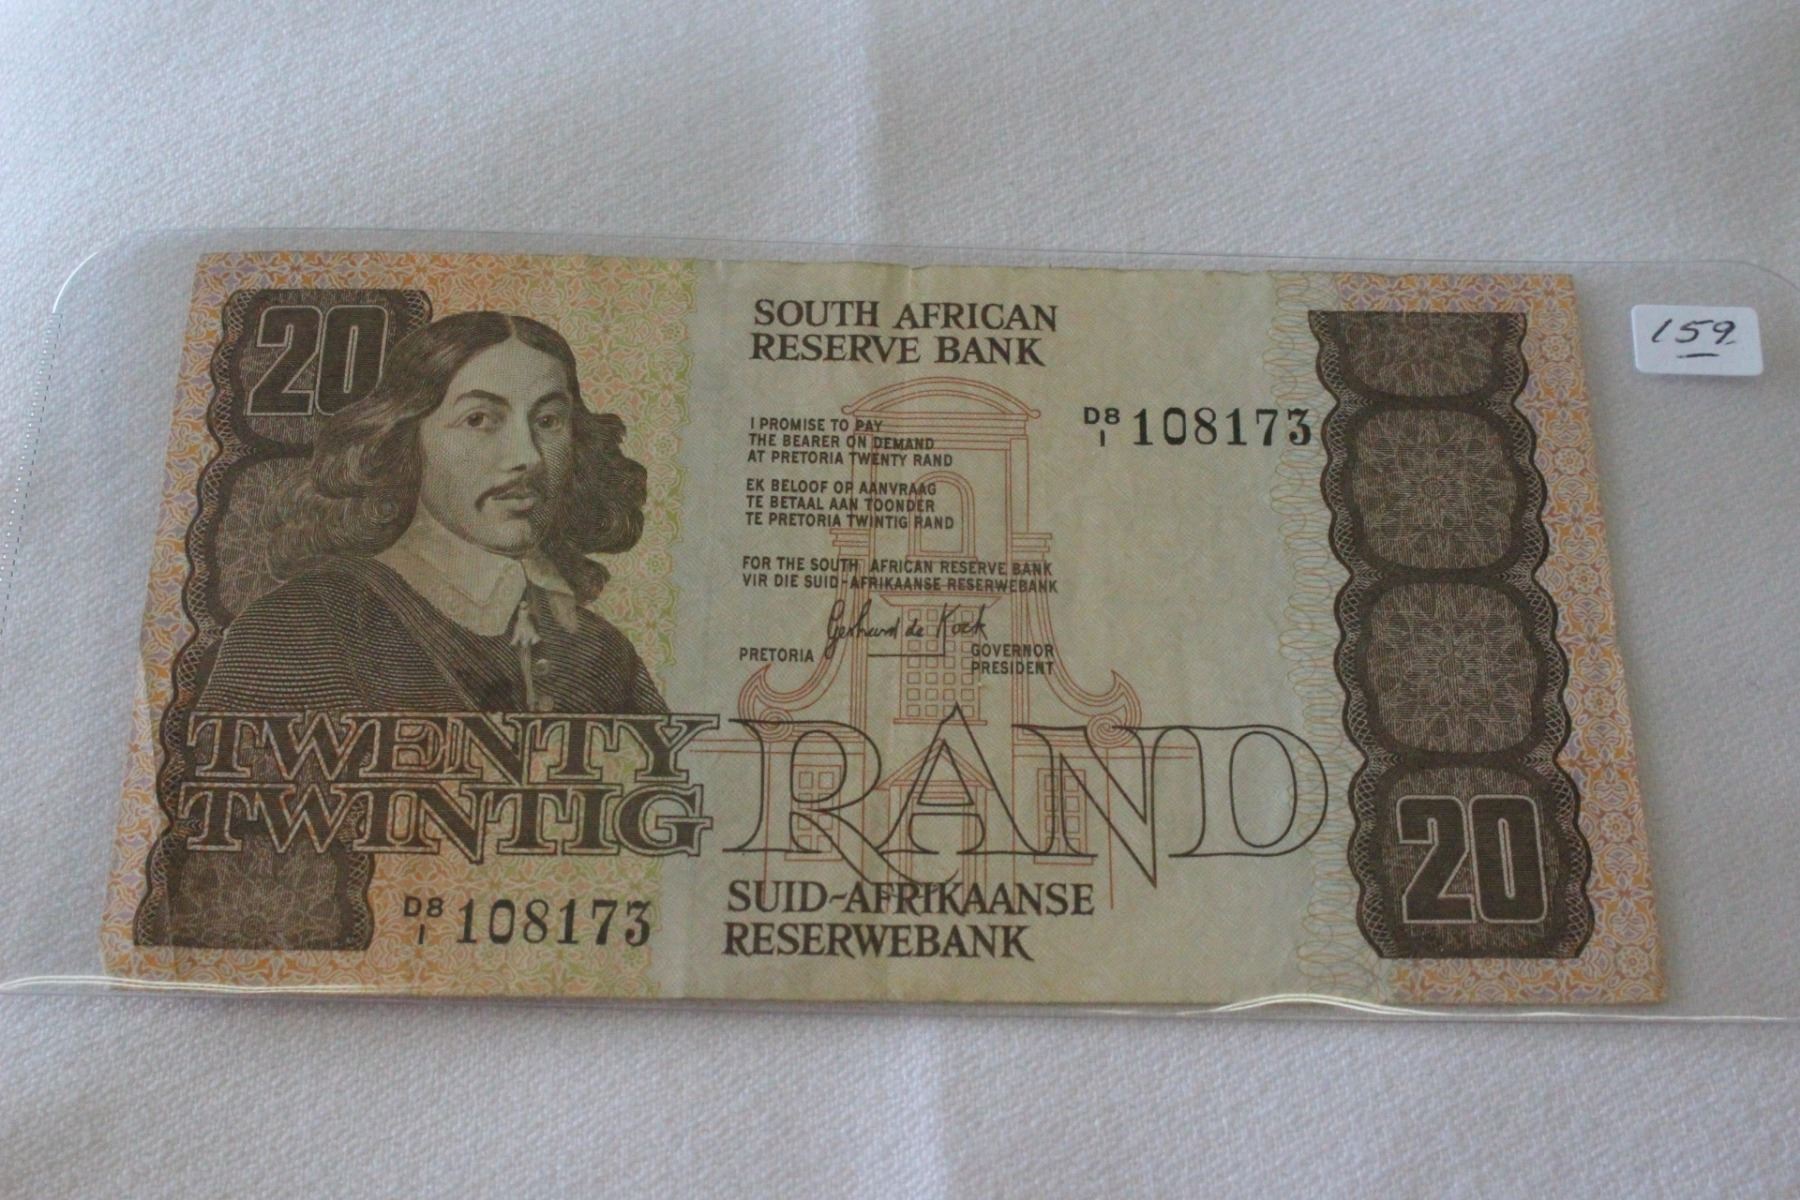 20
SOUTH AFRICAN
RESERVE BANK
159
D8/1 108173
I PROMISE TO PAY
THE BEARER ON DEMAND
AT PRETORIA TWENTY RAND
EK BELOOF OP AANVRAAG
TE BETAAL AAN TOONDER
TE PRETORIA TWINTIG RAND
FOR THE SOUTH AFRICAN RESERVE BANK
VIR DIE SUID-AFRIKAANSE RESERWEBANK
Gerhard de Kock
PRETORIA GOVERNOR
PRESIDENT
TWENTY
TWINTIG RAND
20
D8/1 108173
SUID-AFRIKAANSE
RESERWEBANK